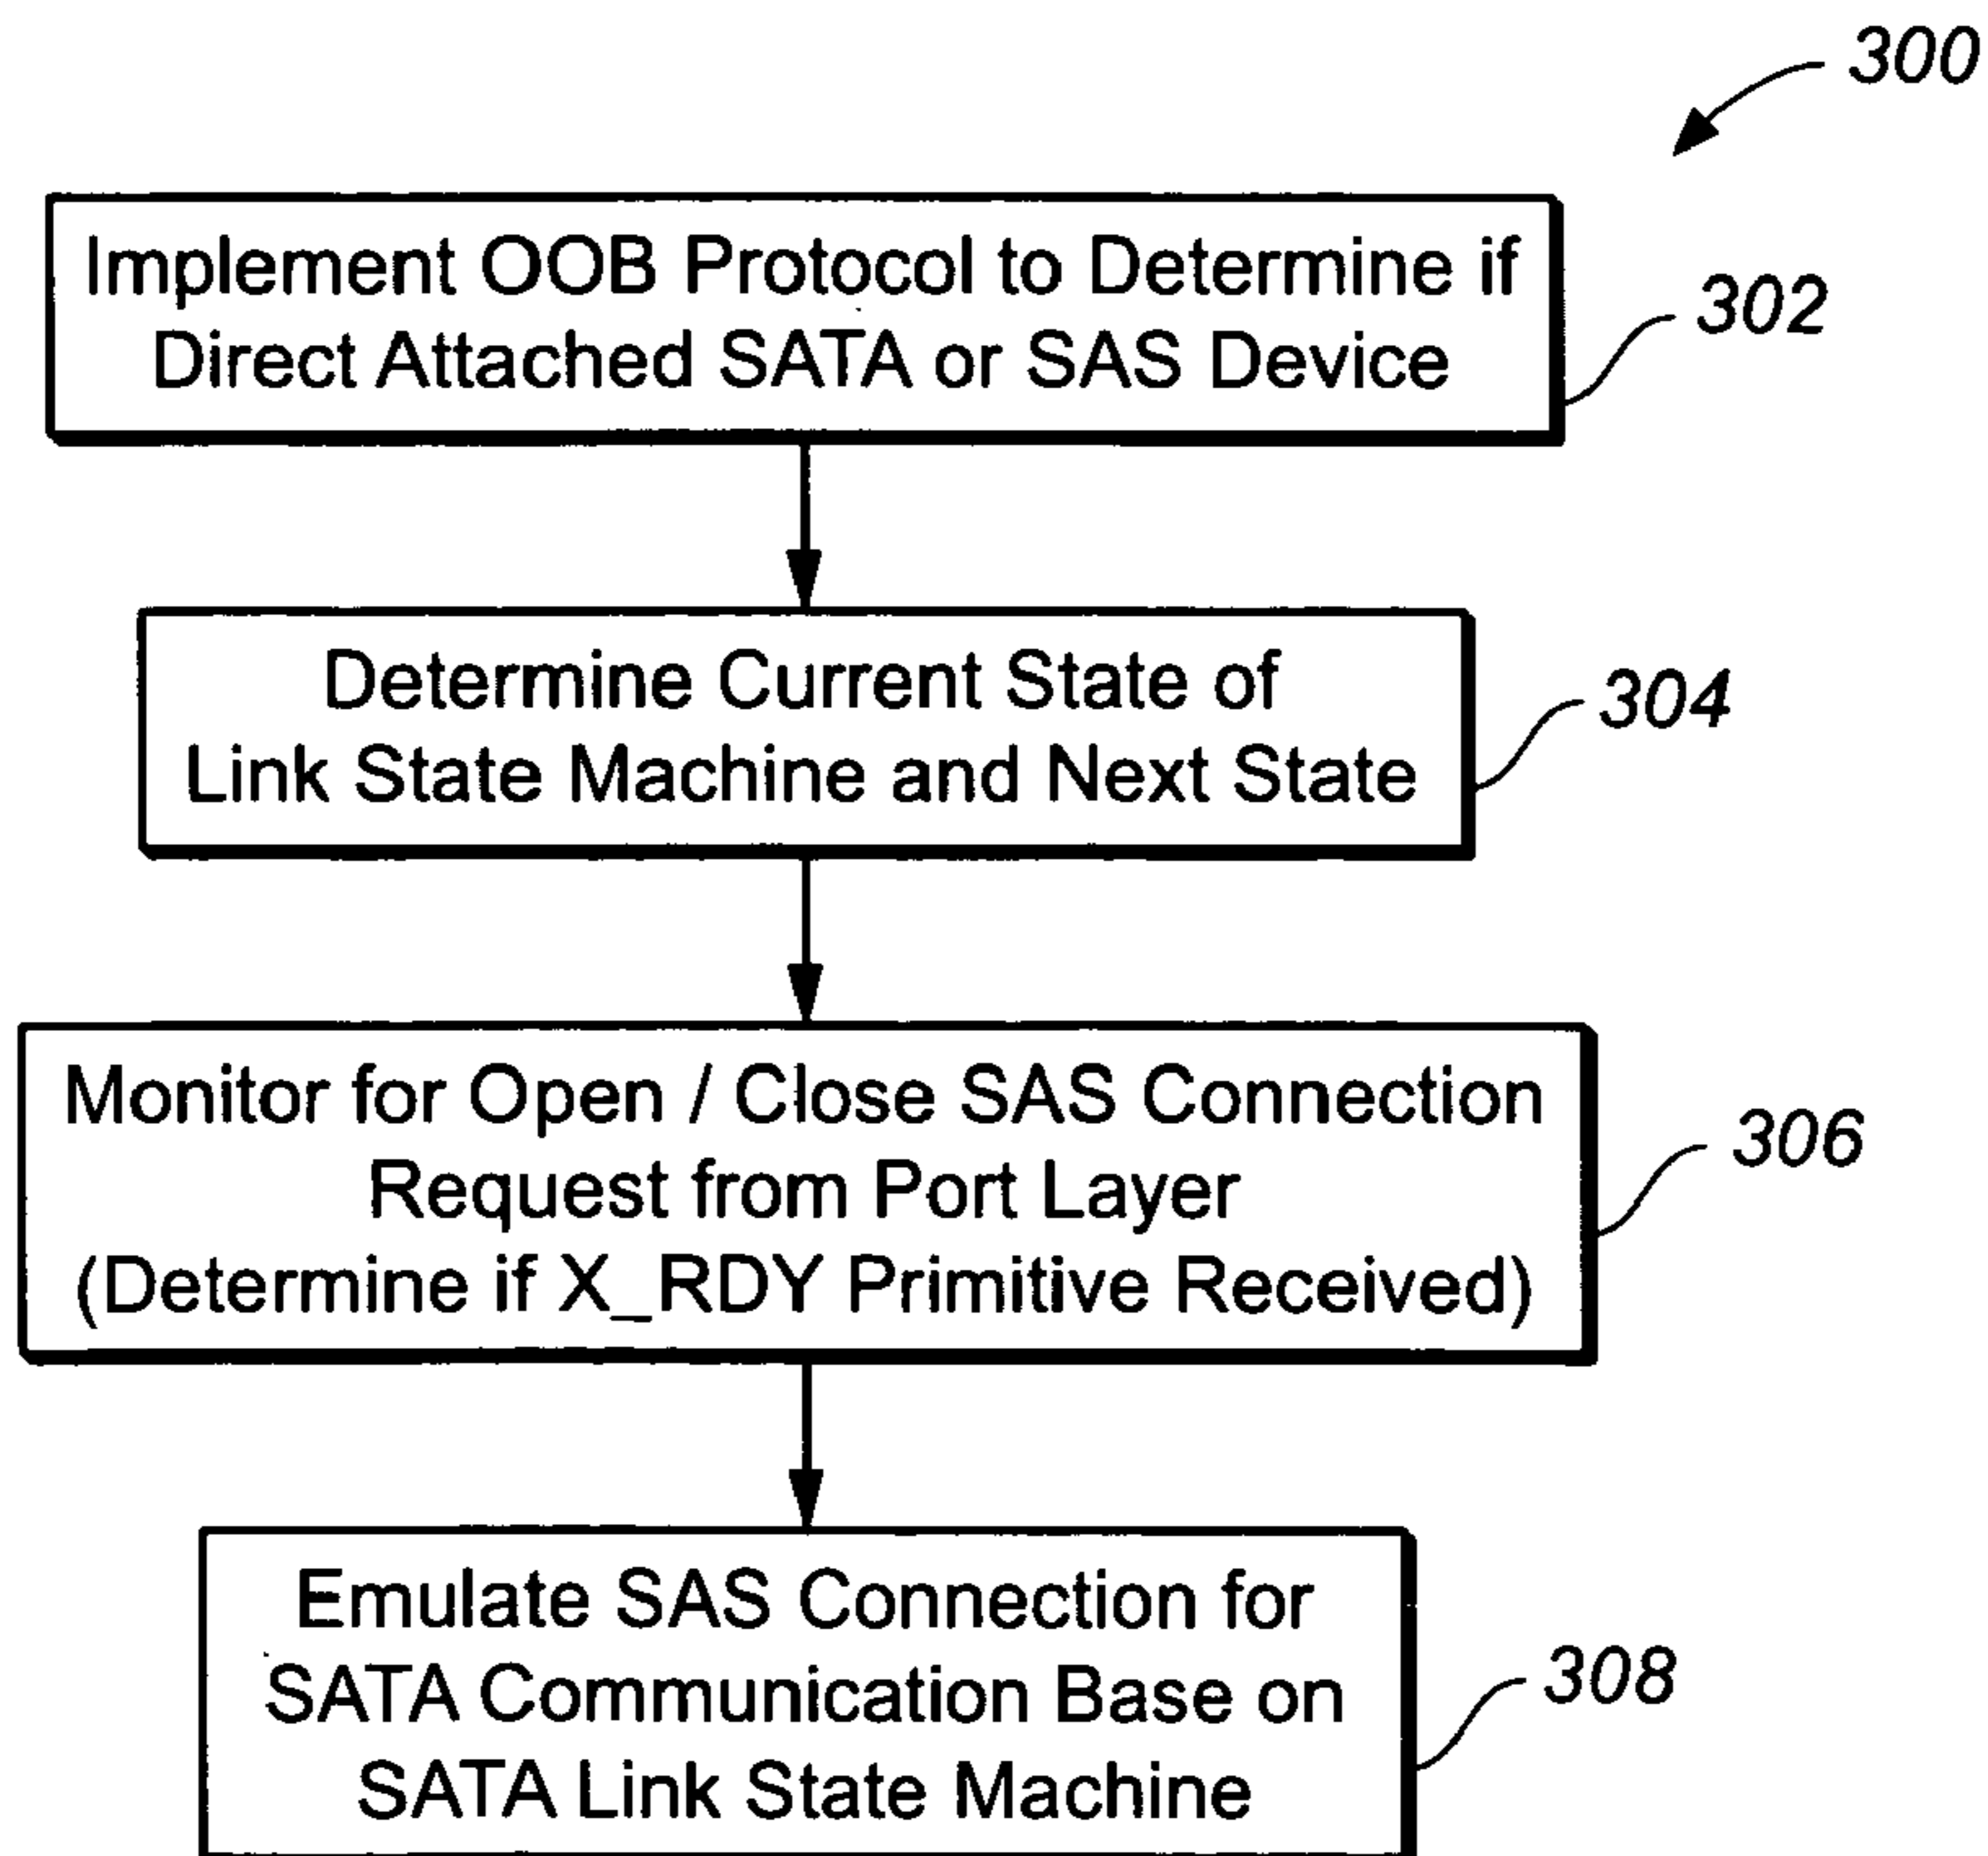 300
Implement OOB Protocol to Determine if
Direct Attached SATA or SAS Device
302
Determine Current State of
Link State Machine and Next State
304
Monitor for Open / Close SAS Connection
Request from Port Layer
(Determine if X_RDY Primitive Received)
306
Emulate SAS Connection for
SATA Communication Base on
SATA Link State Machine
308